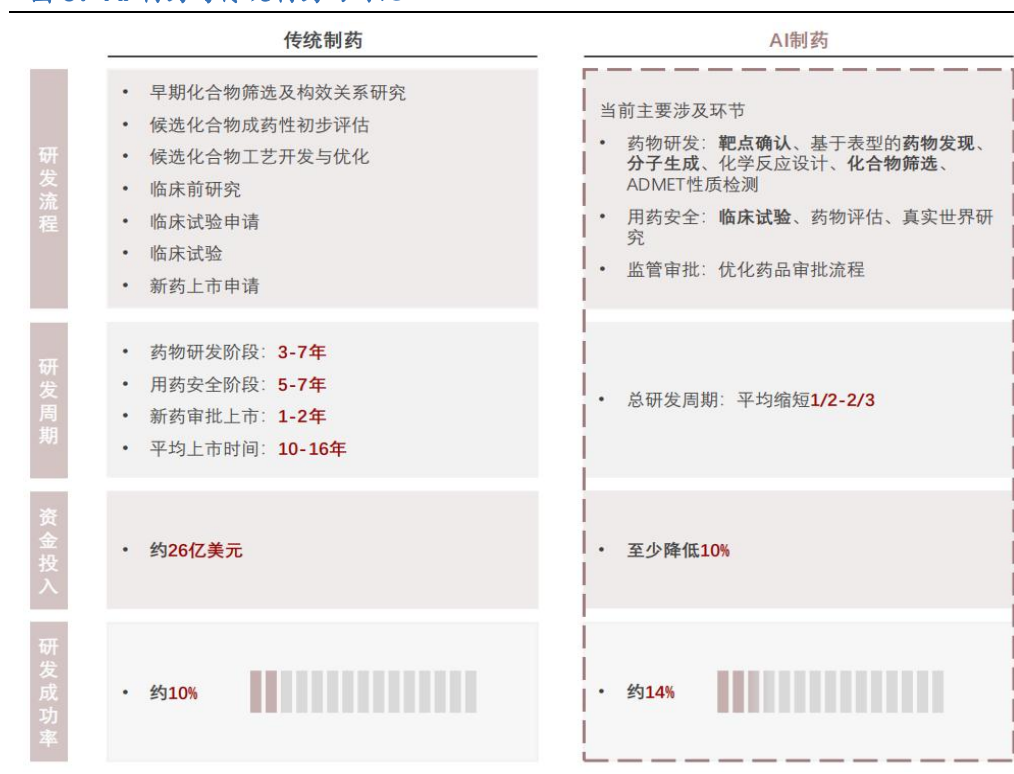 传统制药
AI制药
研发流程
• 早期化合物筛选及构效关系研究
• 候选化合物成药性初步评估
• 候选化合物工艺开发与优化
• 临床前研究
• 临床试验申请
• 临床试验
• 新药上市申请
当前主要涉及环节
• 药物研发：靶点确认、基于表型的药物发现、
分子生成、化学反应设计、化合物筛选、
ADMET性质检测
• 用药安全：临床试验、药物评估、真实世界研
究
• 监管审批：优化药品审批流程
研发周期
• 药物研发阶段：3-7年
• 用药安全阶段：5-7年
• 新药审批上市：1-2年
• 平均上市时间：10-16年
• 总研发周期：平均缩短1/2-2/3
资金投入
• 约26亿美元
• 至少降低10%
研发成功率
• 约10%
• 约14%